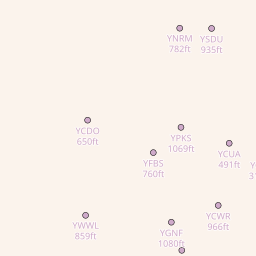 YNRM
782ft
YSDU
935ft
YCDO
650ft
YPKS
1069ft
YCUA
491ft
YFBS
760ft
YWWL
859ft
YGNF
1080ft
YCWR
966ft